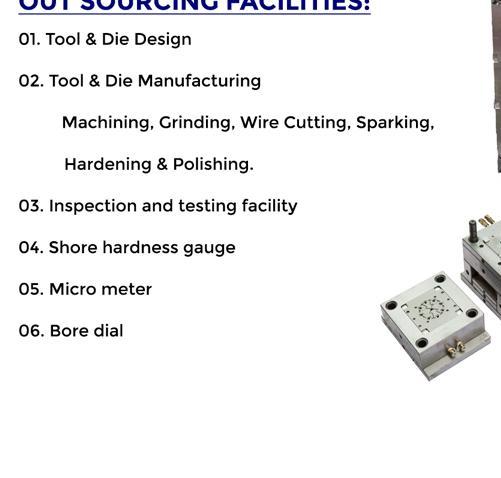 OUT SOURCING FACILITIES:
01. Tool & Die Design
02. Tool & Die Manufacturing
Machining, Grinding, Wire Cutting, Sparking,
Hardening & Polishing.
03. Inspection and testing facility
04. Shore hardness gauge
05. Micro meter
06. Bore dial